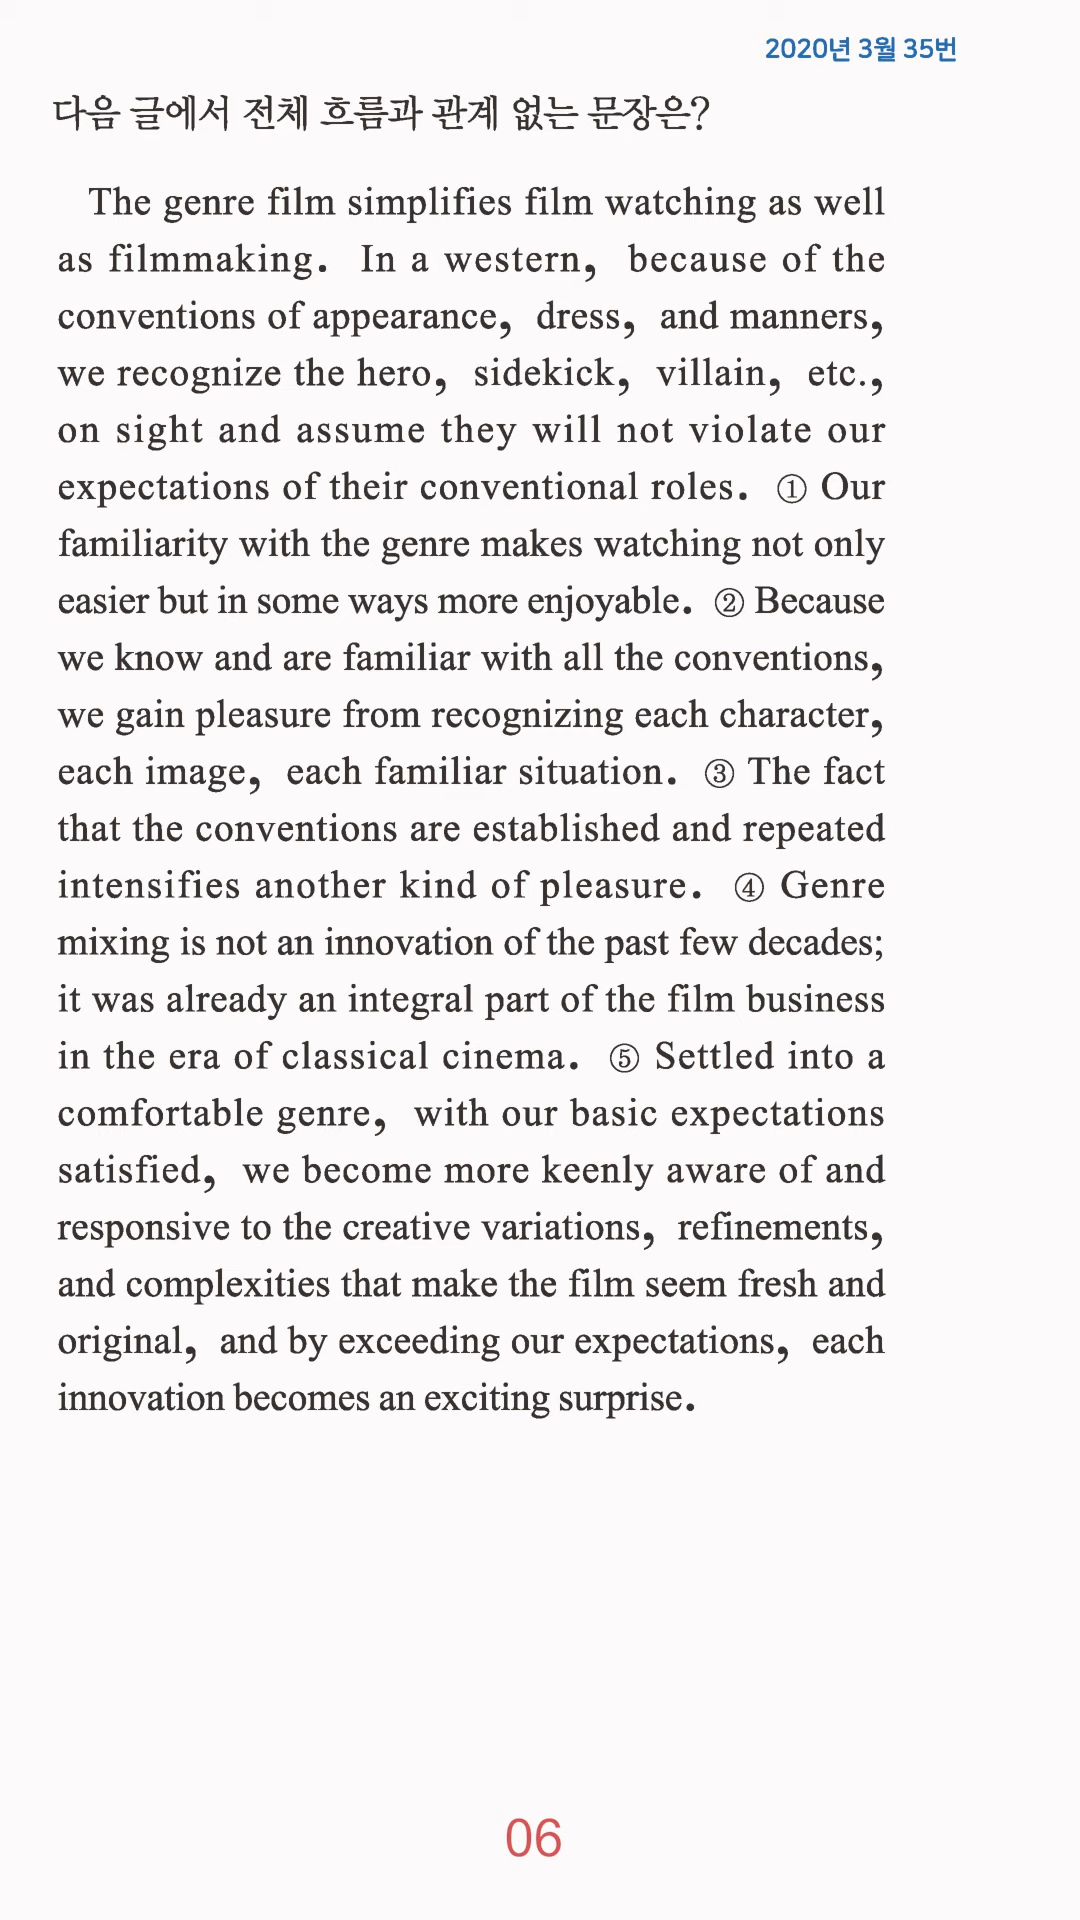 2020년 3월 35번
다음 글에서 전체 흐름과 관계 없는 문장은?
The genre film simplifies film watching as well
as filmmaking. In a western, because of the
conventions of appearance, dress, and manners,
we recognize the hero, sidekick, villain, etc.,
on sight and assume they will not violate our
expectations of their conventional roles. ① Our
familiarity with the genre makes watching not only
easier but in some ways more enjoyable. ② Because
we know and are familiar with all the conventions,
we gain pleasure from recognizing each character,
each image, each familiar situation. ③ The fact
that the conventions are established and repeated
intensifies another kind of pleasure. ④ Genre
mixing is not an innovation of the past few decades;
it was already an integral part of the film business
in the era of classical cinema. ⑤ Settled into a
comfortable genre, with our basic expectations
satisfied, we become more keenly aware of and
responsive to the creative variations, refinements,
and complexities that make the film seem fresh and
original, and by exceeding our expectations, each
innovation becomes an exciting surprise.
06